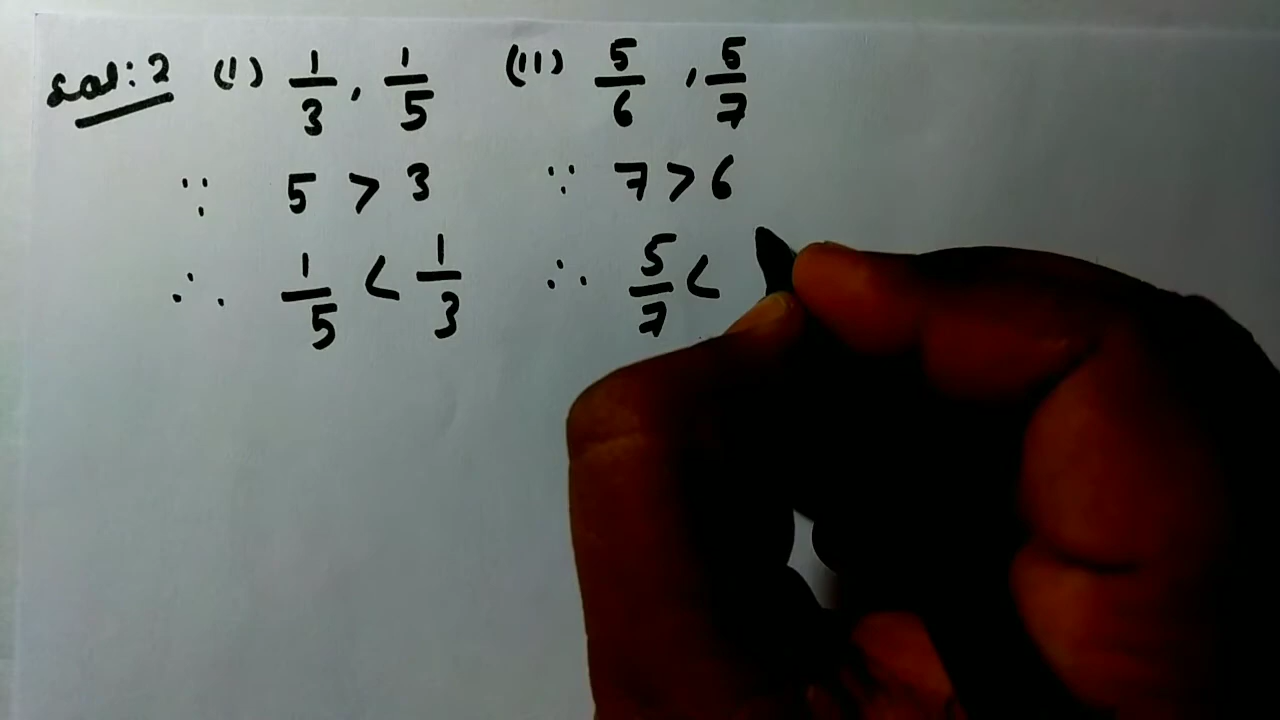 Sol:2 (i) 1/3, 1/5 (ii) 5/6, 5/7
∵ 5 > 3 ∵ 7 > 6
∴ 1/5 < 1/3 ∴ 5/7 <